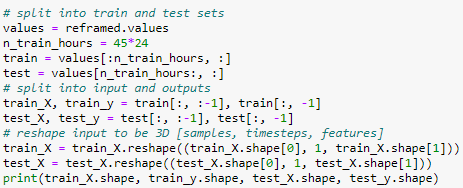 # split into train and test sets
values = reframed.values
n_train_hours = 45*24
train = values[:n_train_hours, :]
test = values[n_train_hours:, :]
# split into input and outputs
train_X, train_y = train[:, :-1], train[:, -1]
test_X, test_y = test[:, :-1], test[:, -1]
# reshape input to be 3D [samples, timesteps, features]
train_X = train_X.reshape((train_X.shape[0], 1, train_X.shape[1]))
test_X = test_X.reshape((test_X.shape[0], 1, test_X.shape[1]))
print(train_X.shape, train_y.shape, test_X.shape, test_y.shape)